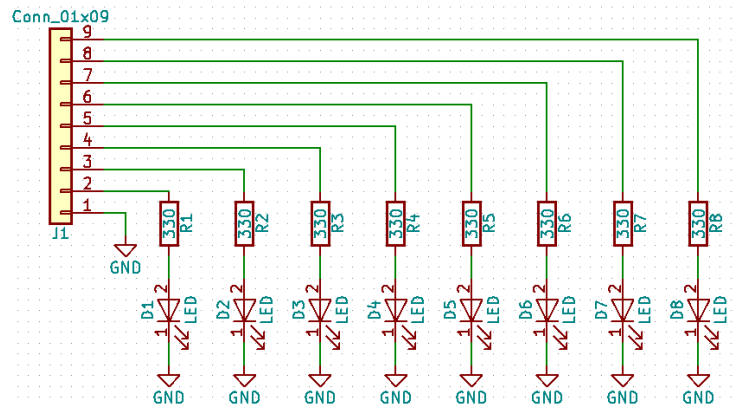 Conn_01x09
9
8
7
6
5
4
3
2
1
J1
GND
330 R1
330 R2
330 R3
330 R4
330 R5
330 R6
330 R7
330 R8
D1 2 1 LED
D2 2 1 LED
D3 2 1 LED
D4 2 1 LED
D5 2 1 LED
D6 2 1 LED
D7 2 1 LED
D8 2 1 LED
GND GND GND GND GND GND GND GND